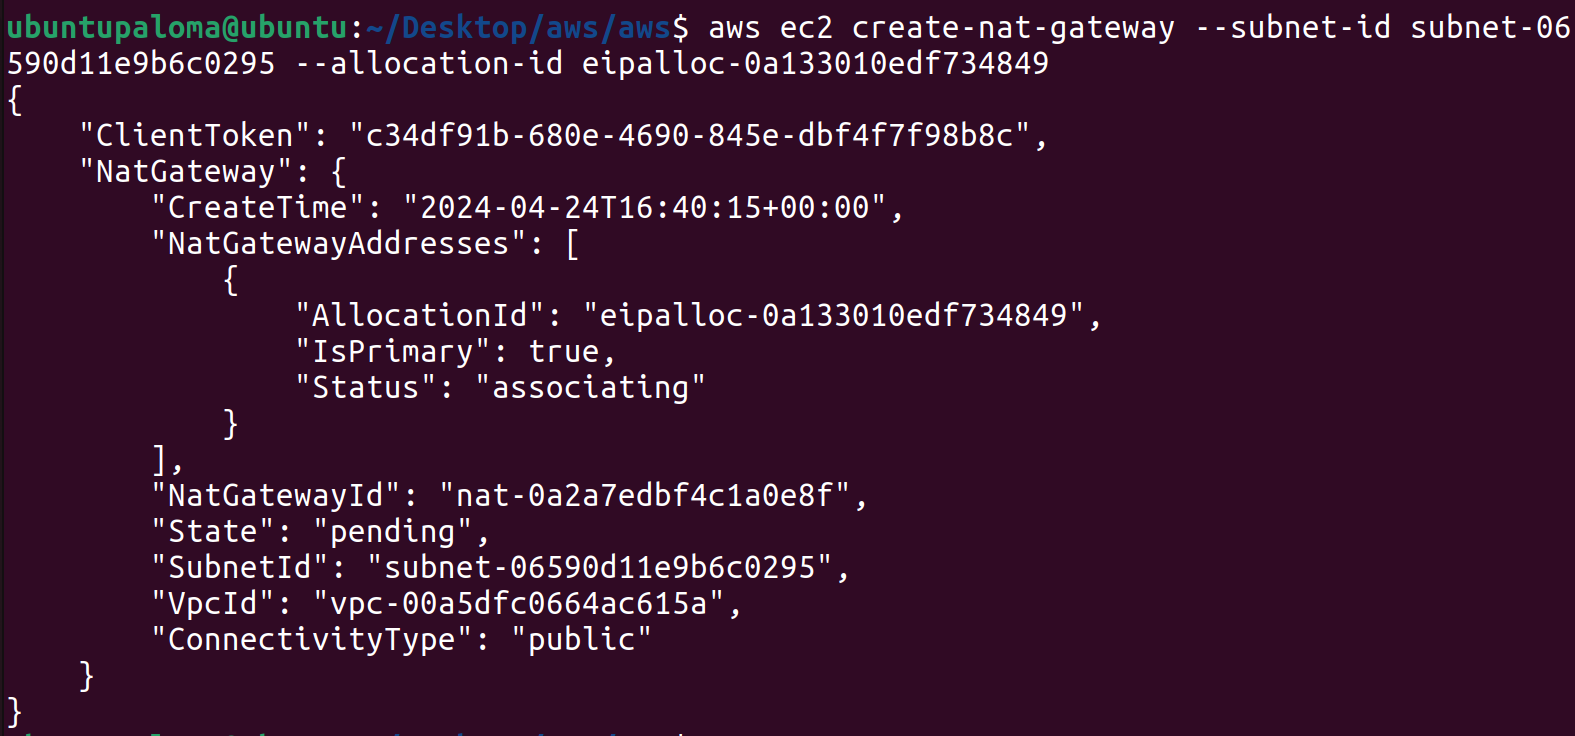 ubuntupaloma@ubuntu:~/Desktop/aws/aws$ aws ec2 create-nat-gateway --subnet-id subnet-06
590d11e9b6c0295 --allocation-id eipalloc-0a133010edf734849
{
    "ClientToken": "c34df91b-680e-4690-845e-dbf4f7f98b8c",
    "NatGateway": {
        "CreateTime": "2024-04-24T16:40:15+00:00",
        "NatGatewayAddresses": [
            {
                "AllocationId": "eipalloc-0a133010edf734849",
                "IsPrimary": true,
                "Status": "associating"
            }
        ],
        "NatGatewayId": "nat-0a2a7edbf4c1a0e8f",
        "State": "pending",
        "SubnetId": "subnet-06590d11e9b6c0295",
        "VpcId": "vpc-00a5dfc0664ac615a",
        "ConnectivityType": "public"
    }
}